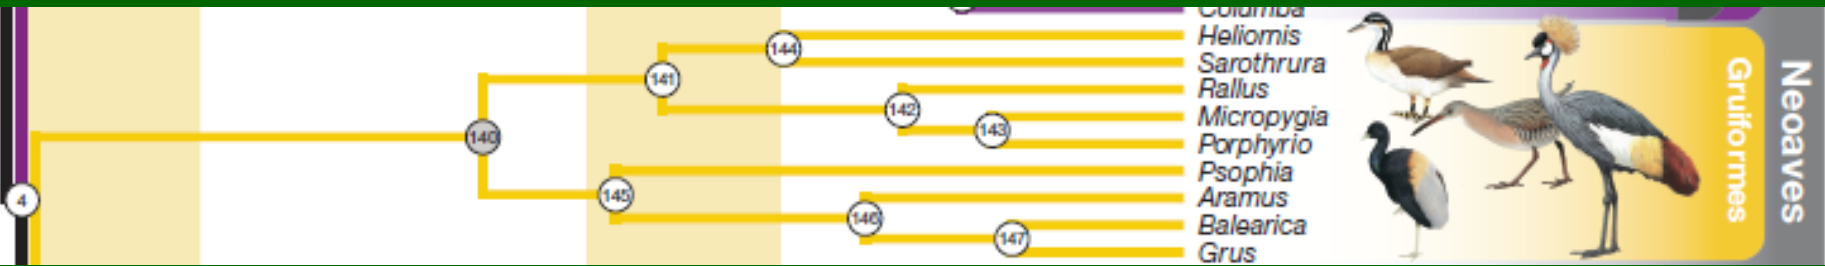 Columba
Heliornis
144
Sarothrura
141
Rallus
142
Micropygia
143
140
Porphyrio
Psophia
145
Aramus
4
146
Balearica
147
Grus
Gruiformes
Neoaves